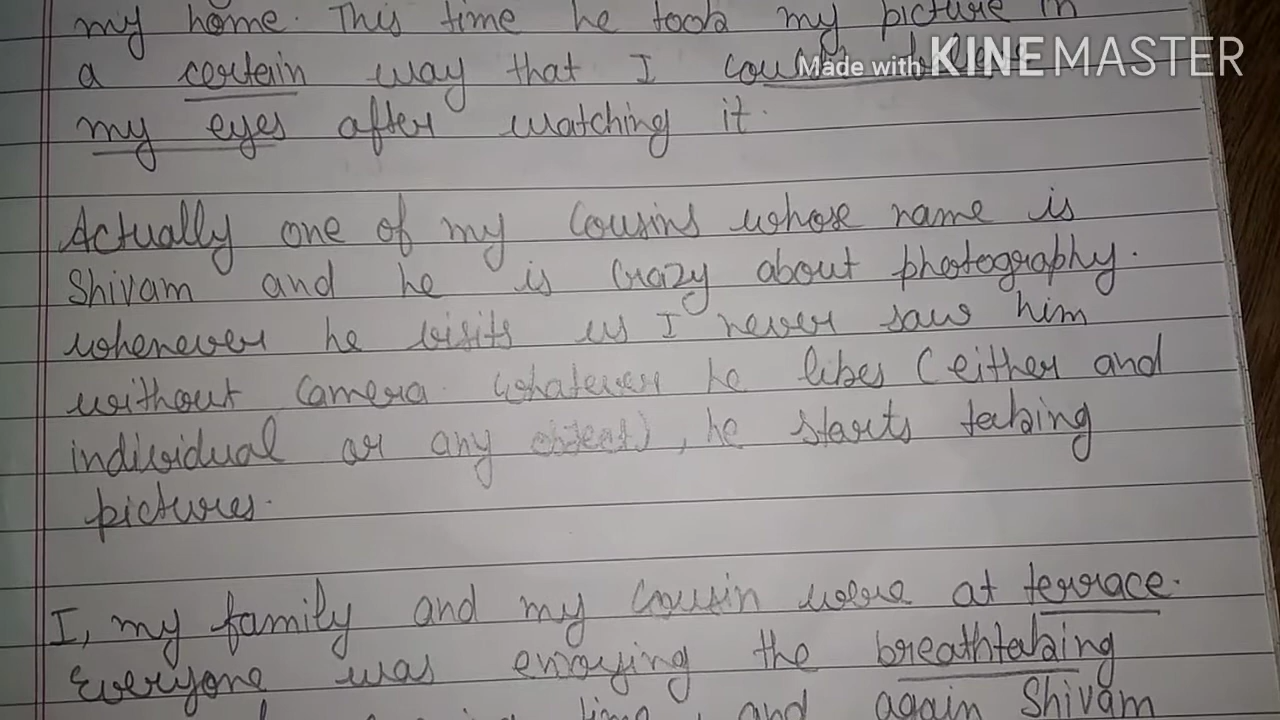 my home. This time he took my picture in
a certain way that I
Made with KINEMASTER
my eyes after watching it.
Actually one of my cousins whose name is
Shivam and he is crazy about photography.
whenever he visits us I never saw him
without camera. whatever he likes (either and
individual or any object), he starts taking
pictures.
I, my family and my cousin were at terrace.
Everyone was enjoying the breathtaking
and again Shivam